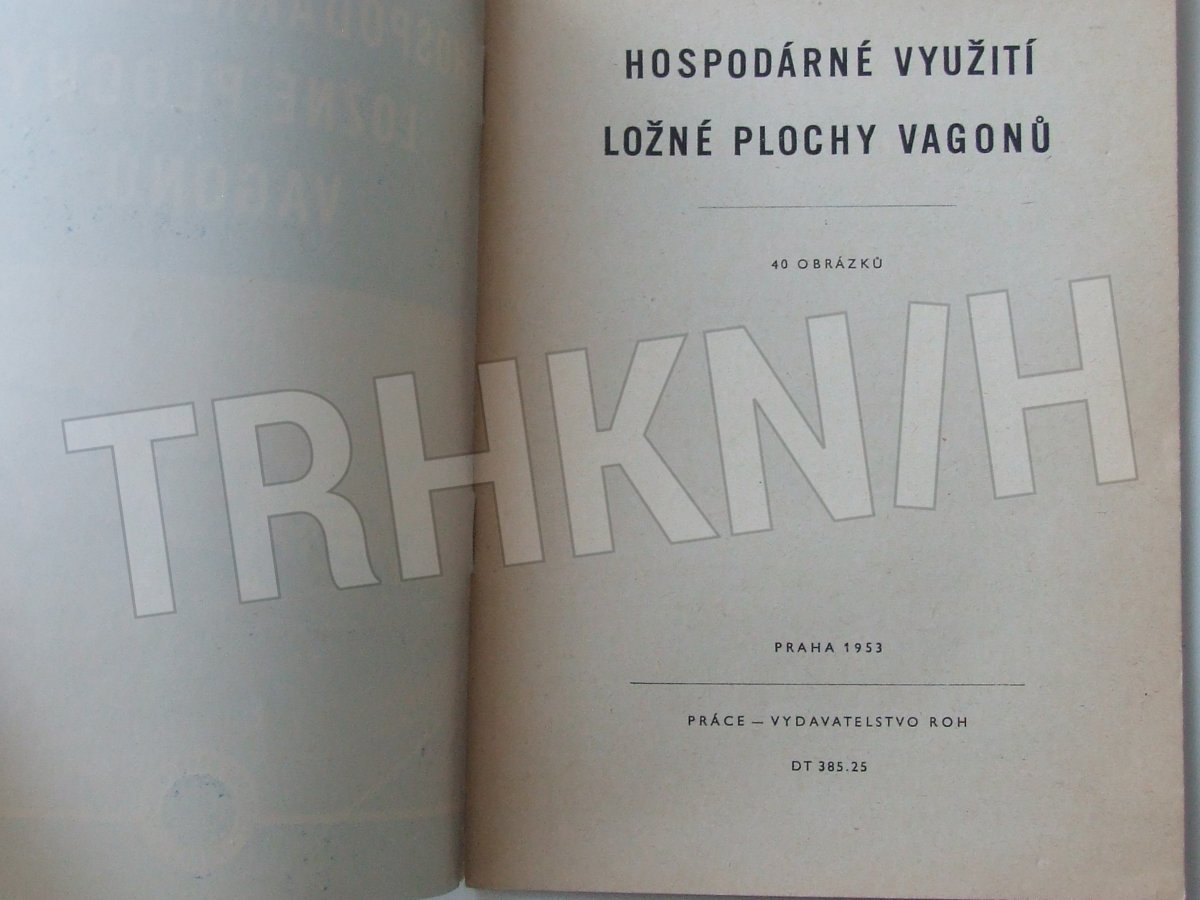 HOSPODÁRNÉ VYUŽITÍ
LOŽNÉ PLOCHY VAGONŮ
40 OBRÁZKŮ
TRHKNIH
PRAHA 1953
PRÁCE — VYDAVATELSTVO ROH
DT 385.25